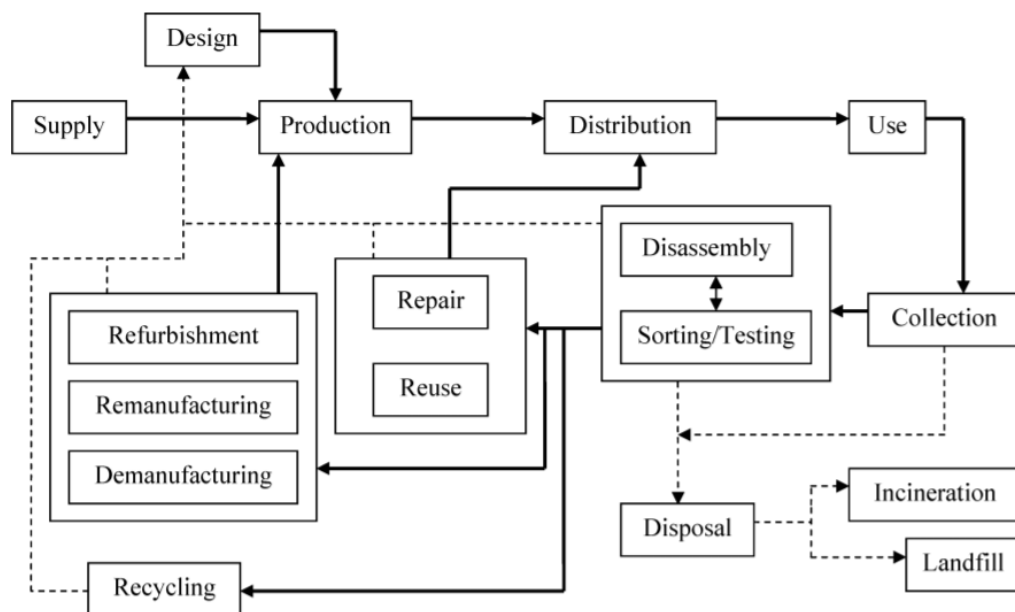 Design
Supply
Production
Distribution
Use
Disassembly
Repair
Collection
Refurbishment
Sorting/Testing
Reuse
Remanufacturing
Demanufacturing
Incineration
Disposal
Landfill
Recycling